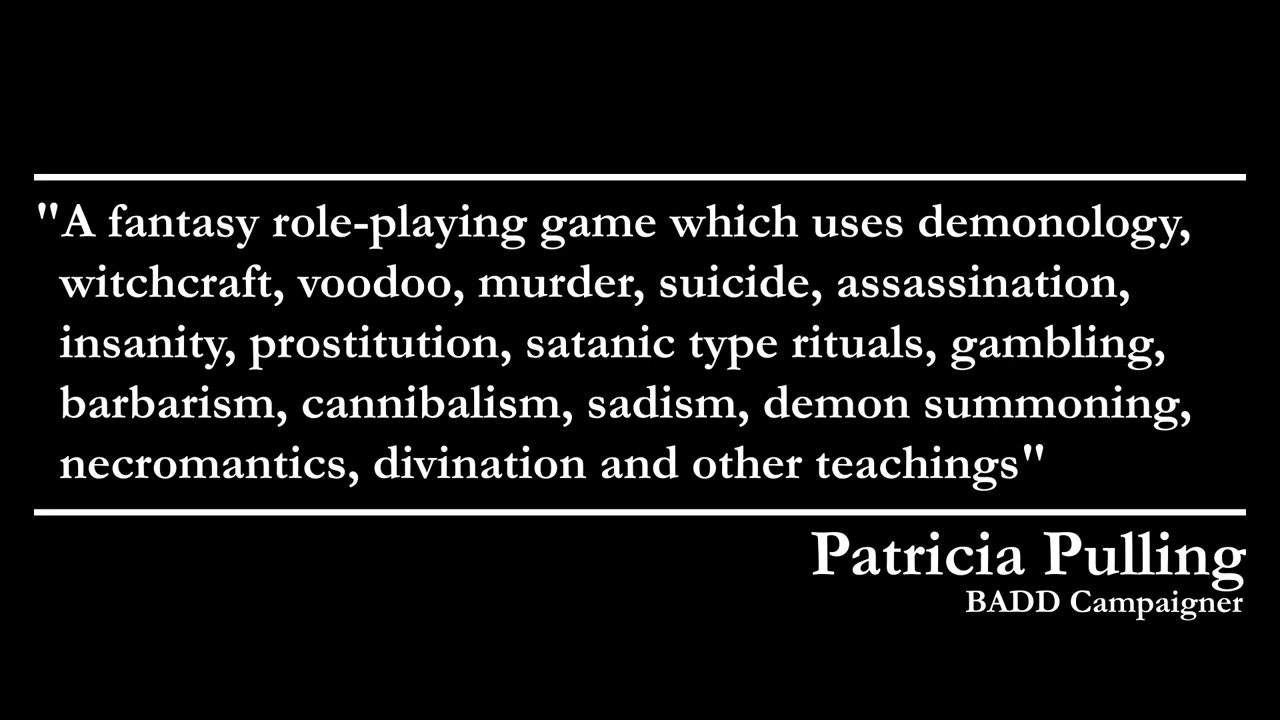 "A fantasy role-playing game which uses demonology,
witchcraft, voodoo, murder, suicide, assassination,
insanity, prostitution, satanic type rituals, gambling,
barbarism, cannibalism, sadism, demon summoning,
necromantics, divination and other teachings"
Patricia Pulling
BADD Campaigner